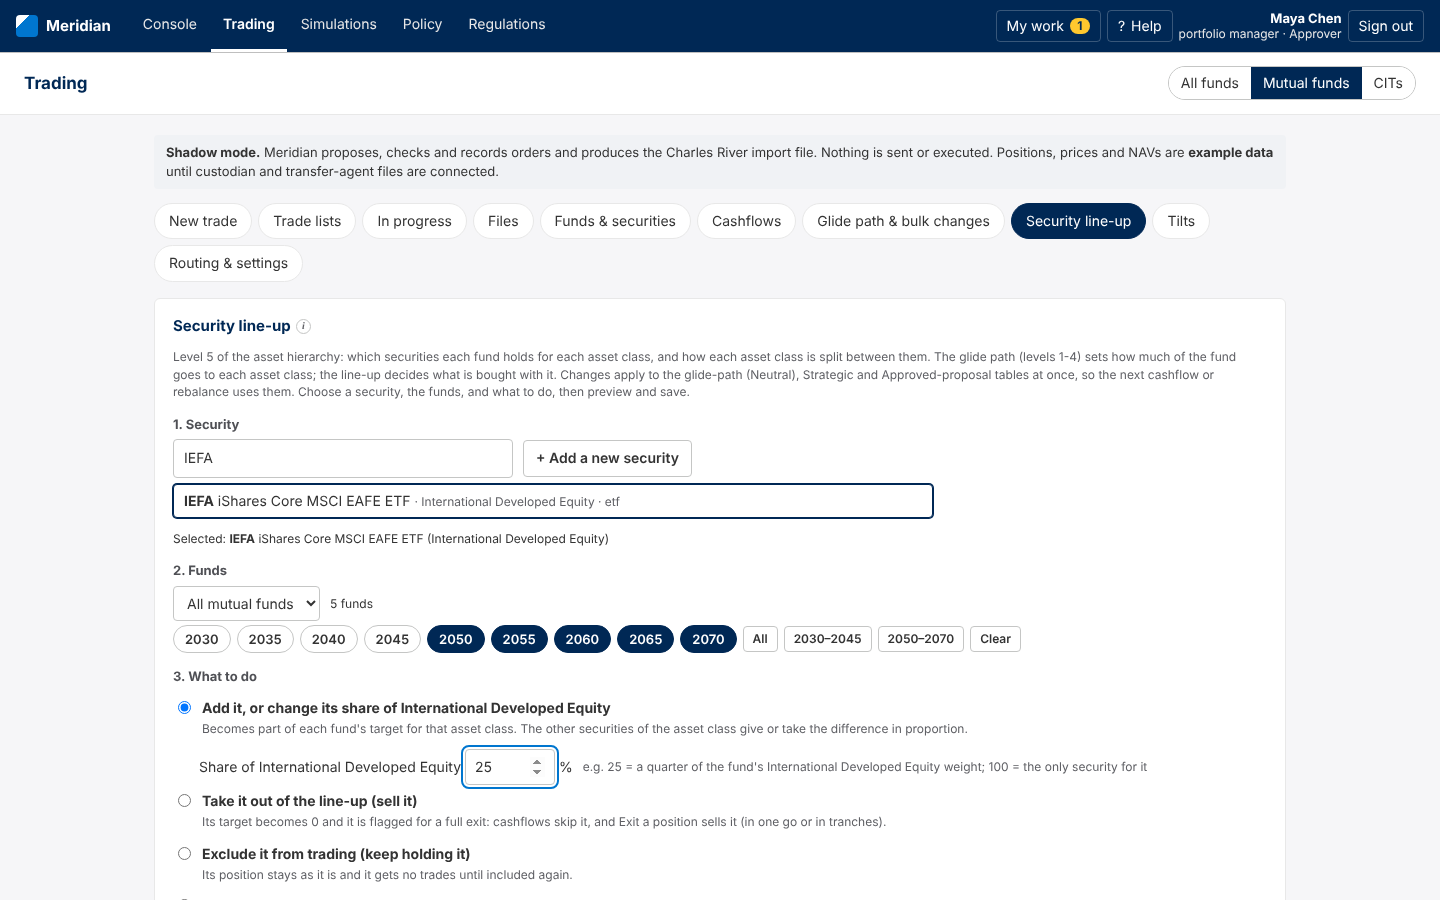 Meridian
Console
Trading
Simulations
Policy
Regulations
My work 1
? Help
Maya Chen
portfolio manager · Approver
Sign out
Trading
All funds
Mutual funds
CITs
Shadow mode. Meridian proposes, checks and records orders and produces the Charles River import file. Nothing is sent or executed. Positions, prices and NAVs are example data
until custodian and transfer-agent files are connected.
New trade
Trade lists
In progress
Files
Funds & securities
Cashflows
Glide path & bulk changes
Security line-up
Tilts
Routing & settings
Security line-up i
Level 5 of the asset hierarchy: which securities each fund holds for each asset class, and how each asset class is split between them. The glide path (levels 1-4) sets how much of the fund
goes to each asset class; the line-up decides what is bought with it. Changes apply to the glide-path (Neutral), Strategic and Approved-proposal tables at once, so the next cashflow or
rebalance uses them. Choose a security, the funds, and what to do, then preview and save.
1. Security
IEFA
+ Add a new security
IEFA iShares Core MSCI EAFE ETF · International Developed Equity · etf
Selected: IEFA iShares Core MSCI EAFE ETF (International Developed Equity)
2. Funds
All mutual funds
5 funds
2030
2035
2040
2045
2050
2055
2060
2065
2070
All
2030–2045
2050–2070
Clear
3. What to do
Add it, or change its share of International Developed Equity
Becomes part of each fund's target for that asset class. The other securities of the asset class give or take the difference in proportion.
Share of International Developed Equity 25 % e.g. 25 = a quarter of the fund's International Developed Equity weight; 100 = the only security for it
Take it out of the line-up (sell it)
Its target becomes 0 and it is flagged for a full exit: cashflows skip it, and Exit a position sells it (in one go or in tranches).
Exclude it from trading (keep holding it)
Its position stays as it is and it gets no trades until included again.